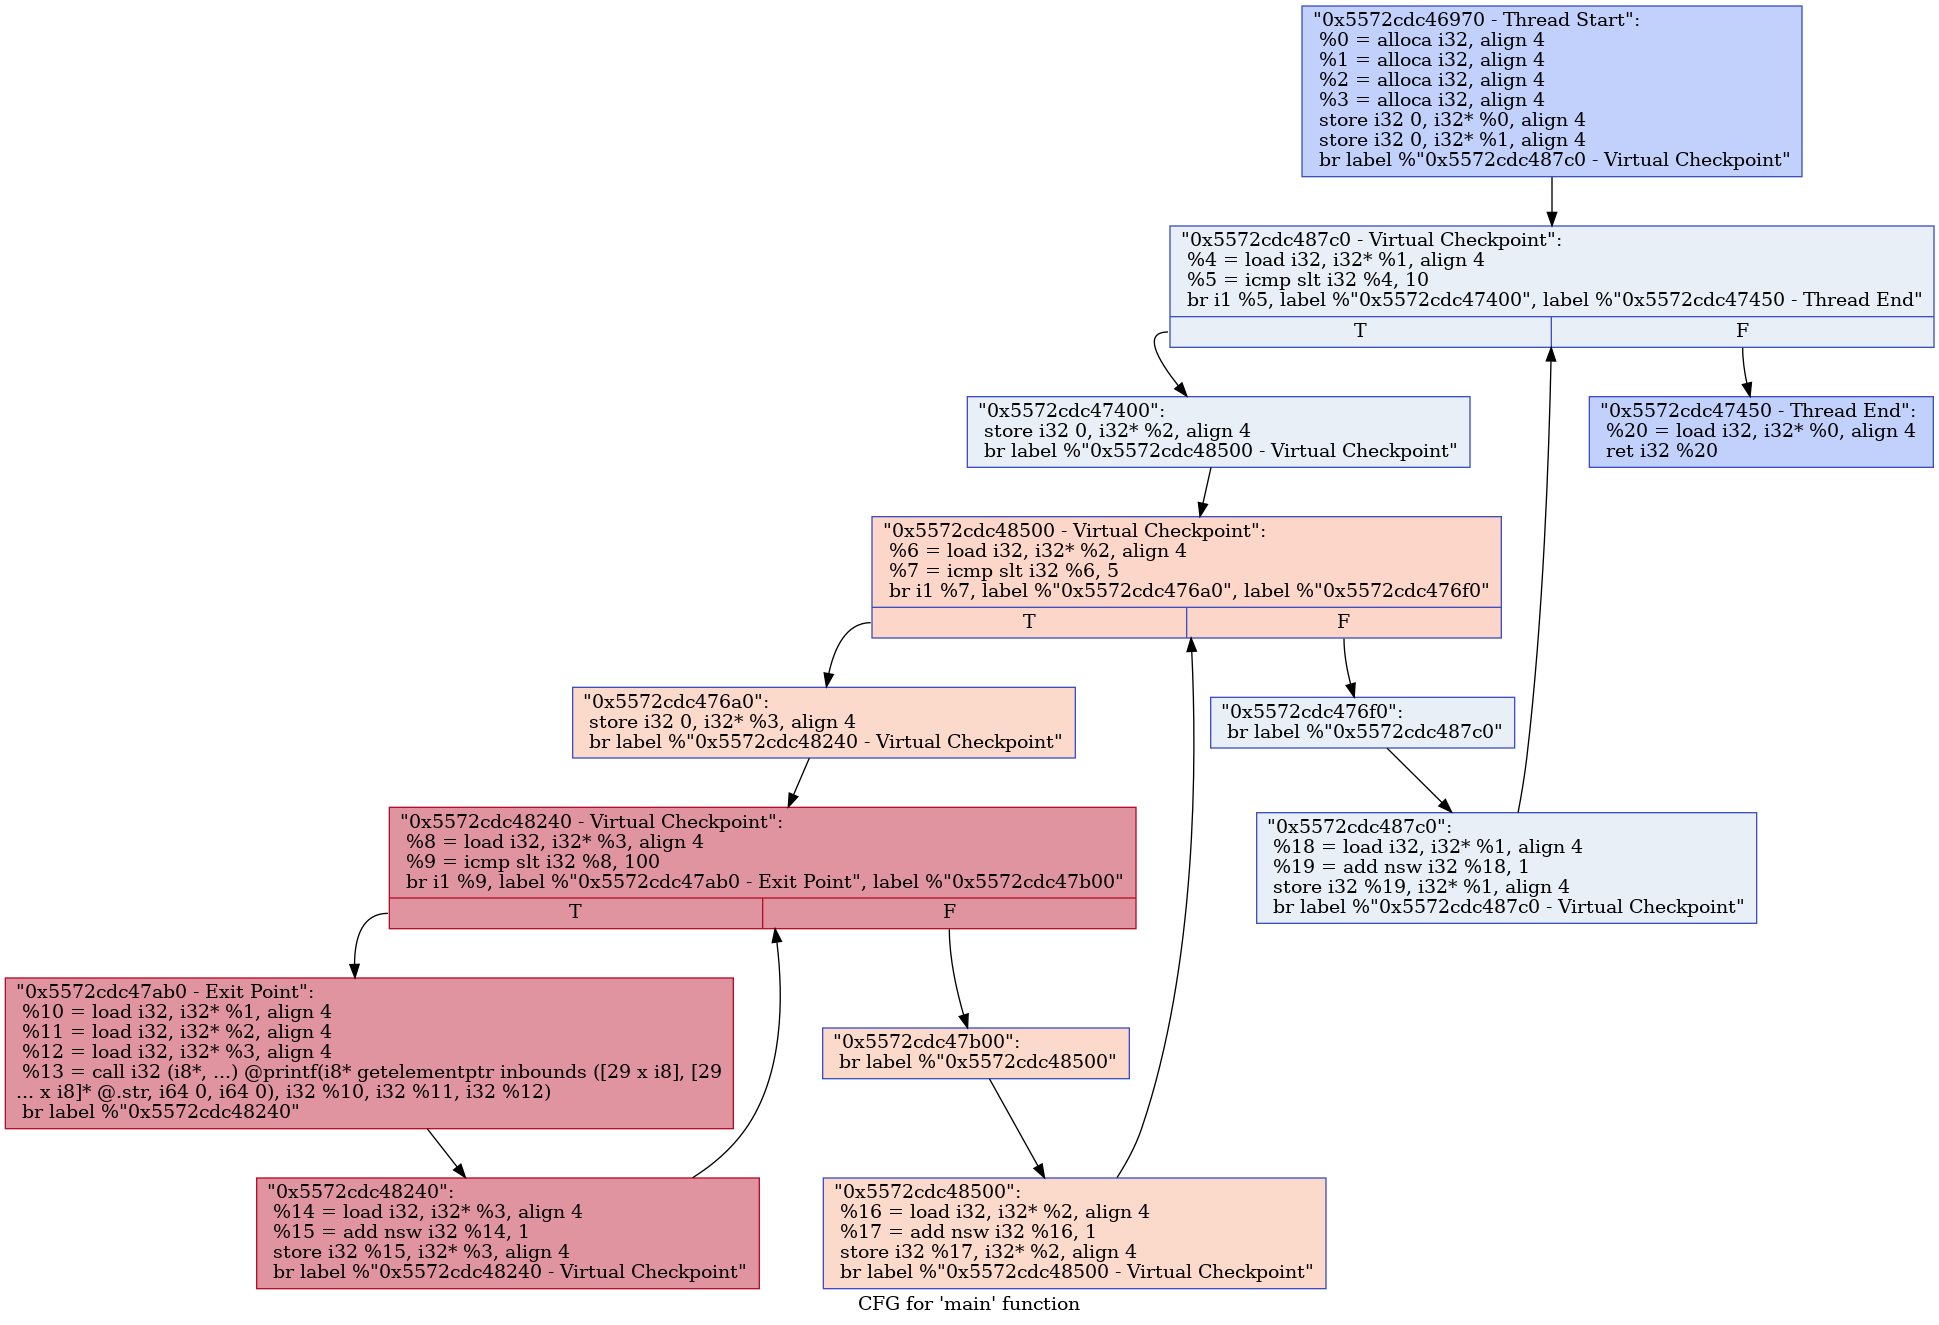 "0x5572cdc46970 - Thread Start":
%0 = alloca i32, align 4
%1 = alloca i32, align 4
%2 = alloca i32, align 4
%3 = alloca i32, align 4
store i32 0, i32* %0, align 4
store i32 0, i32* %1, align 4
br label %"0x5572cdc487c0 - Virtual Checkpoint"
"0x5572cdc487c0 - Virtual Checkpoint":
%4 = load i32, i32* %1, align 4
%5 = icmp slt i32 %4, 10
br i1 %5, label %"0x5572cdc47400", label %"0x5572cdc47450 - Thread End"
T
F
"0x5572cdc47400":
store i32 0, i32* %2, align 4
br label %"0x5572cdc48500 - Virtual Checkpoint"
"0x5572cdc47450 - Thread End":
%20 = load i32, i32* %0, align 4
ret i32 %20
"0x5572cdc48500 - Virtual Checkpoint":
%6 = load i32, i32* %2, align 4
%7 = icmp slt i32 %6, 5
br i1 %7, label %"0x5572cdc476a0", label %"0x5572cdc476f0"
T
F
"0x5572cdc476a0":
store i32 0, i32* %3, align 4
br label %"0x5572cdc48240 - Virtual Checkpoint"
"0x5572cdc476f0":
br label %"0x5572cdc487c0"
"0x5572cdc48240 - Virtual Checkpoint":
%8 = load i32, i32* %3, align 4
%9 = icmp slt i32 %8, 100
br i1 %9, label %"0x5572cdc47ab0 - Exit Point", label %"0x5572cdc47b00"
T
F
"0x5572cdc487c0":
%18 = load i32, i32* %1, align 4
%19 = add nsw i32 %18, 1
store i32 %19, i32* %1, align 4
br label %"0x5572cdc487c0 - Virtual Checkpoint"
"0x5572cdc47ab0 - Exit Point":
%10 = load i32, i32* %1, align 4
%11 = load i32, i32* %2, align 4
%12 = load i32, i32* %3, align 4
%13 = call i32 (i8*, ...) @printf(i8* getelementptr inbounds ([29 x i8], [29
... x i8]* @.str, i64 0, i64 0), i32 %10, i32 %11, i32 %12)
br label %"0x5572cdc48240"
"0x5572cdc47b00":
br label %"0x5572cdc48500"
"0x5572cdc48240":
%14 = load i32, i32* %3, align 4
%15 = add nsw i32 %14, 1
store i32 %15, i32* %3, align 4
br label %"0x5572cdc48240 - Virtual Checkpoint"
"0x5572cdc48500":
%16 = load i32, i32* %2, align 4
%17 = add nsw i32 %16, 1
store i32 %17, i32* %2, align 4
br label %"0x5572cdc48500 - Virtual Checkpoint"
CFG for 'main' function